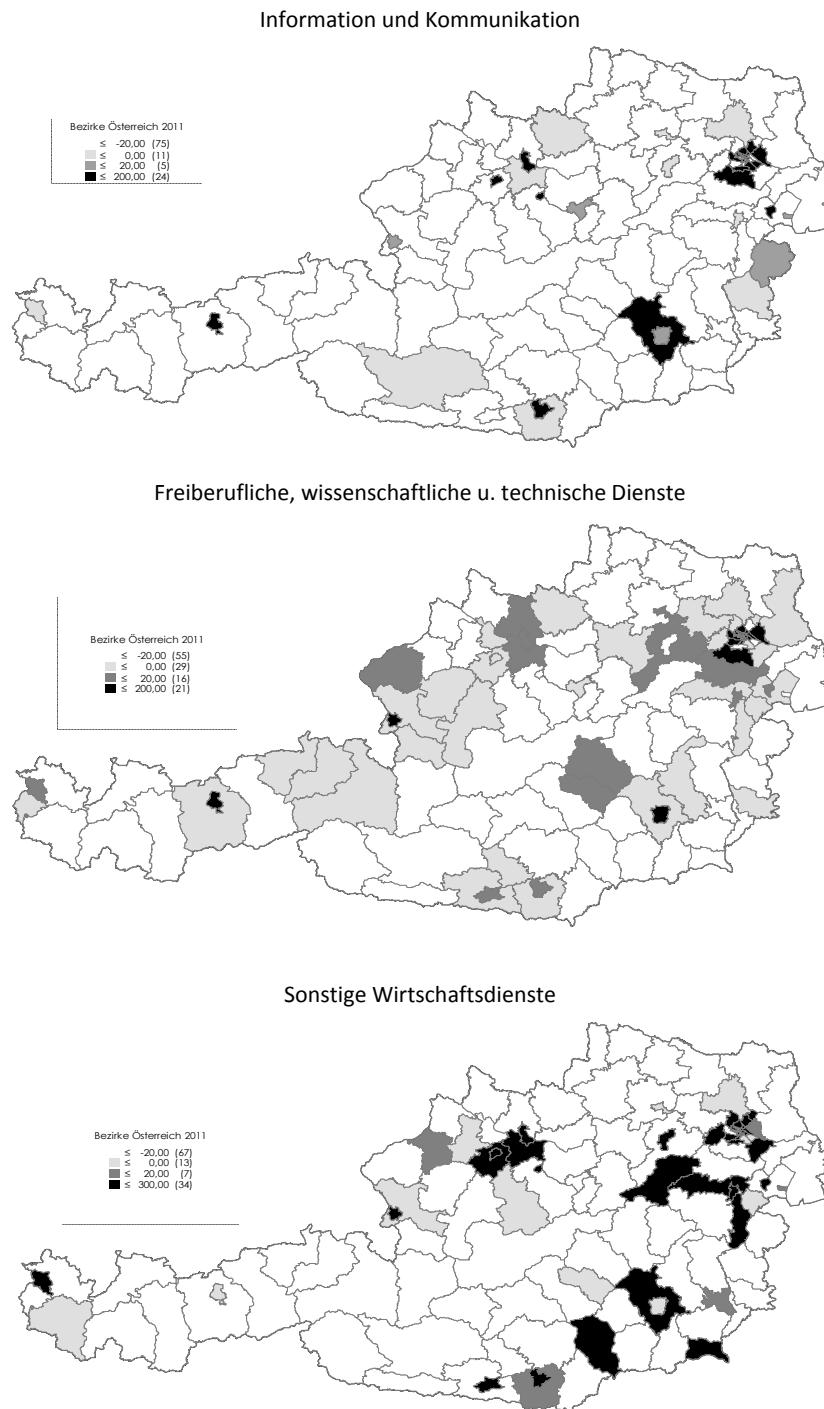 Information und Kommunikation
Bezirke Österreich 2011
≤ -20,00 (75)
≤ 0,00 (11)
≤ 20,00 (5)
≤ 200,00 (24)
Freiberufliche, wissenschaftliche u. technische Dienste
Bezirke Österreich 2011
≤ -20,00 (55)
≤ 0,00 (29)
≤ 20,00 (16)
≤ 200,00 (21)
Sonstige Wirtschaftsdienste
Bezirke Österreich 2011
≤ -20,00 (67)
≤ 0,00 (13)
≤ 20,00 (7)
≤ 300,00 (34)